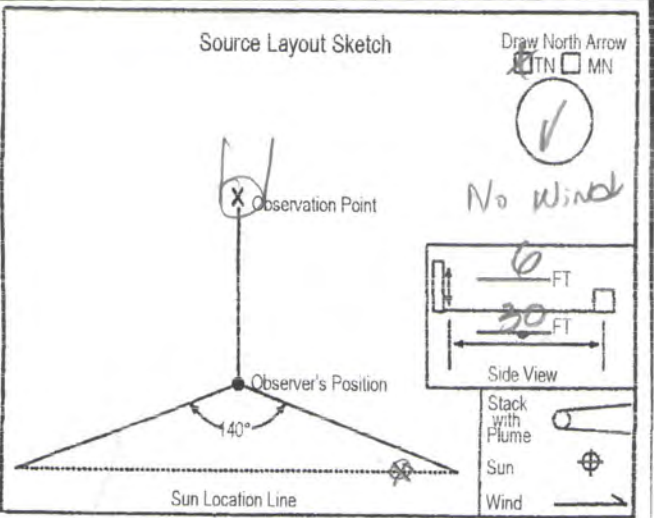 Source Layout Sketch
Draw North Arrow
TN MN
X Observation Point
No Wind
6 FT
30 FT
Side View
Observer's Position
140°
Sun Location Line
Stack
with
Plume
Sun
Wind